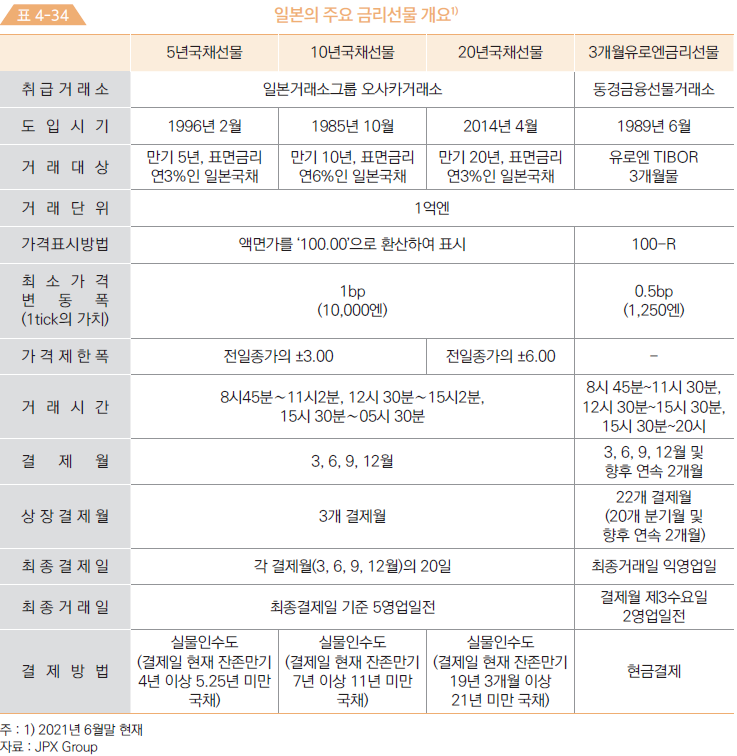 표 4-34
일본의 주요 금리선물 개요1)
5년국채선물
10년국채선물
20년국채선물
3개월유로엔금리선물
취급거래소
일본거래소그룹 오사카거래소
동경금융선물거래소
도입시기
1996년 2월
1985년 10월
2014년 4월
1989년 6월
거래대상
만기 5년, 표면금리
연3%인 일본국채
만기 10년, 표면금리
연6%인 일본국채
만기 20년, 표면금리
연3%인 일본국채
유로엔 TIBOR
3개월물
거래단위
1억엔
가격표시방법
액면가를 ‘100.00’으로 환산하여 표시
100-R
최소가격
변동폭
(1tick의 가치)
1bp
(10,000엔)
0.5bp
(1,250엔)
가격제한폭
전일종가의 ±3.00
전일종가의 ±6.00
-
거래시간
8시45분~11시2분, 12시 30분~15시2분,
15시 30분~05시 30분
8시 45분~11시 30분,
12시 30분~15시 30분,
15시 30분~20시
결제월
3, 6, 9, 12월
3, 6, 9, 12월 및
향후 연속 2개월
상장결제월
3개 결제월
22개 결제월
(20개 분기월 및
향후 연속 2개월)
최종결제일
각 결제월(3, 6, 9, 12월)의 20일
최종거래일 익영업일
최종거래일
최종결제일 기준 5영업일전
결제월 제3수요일
2영업일전
결제방법
실물인수도
(결제일 현재 잔존만기
4년 이상 5.25년 미만
국채)
실물인수도
(결제일 현재 잔존만기
7년 이상 11년 미만
국채)
실물인수도
(결제일 현재 잔존만기
19년 3개월 이상
21년 미만 국채)
현금결제
주 : 1) 2021년 6월말 현재
자료 : JPX Group